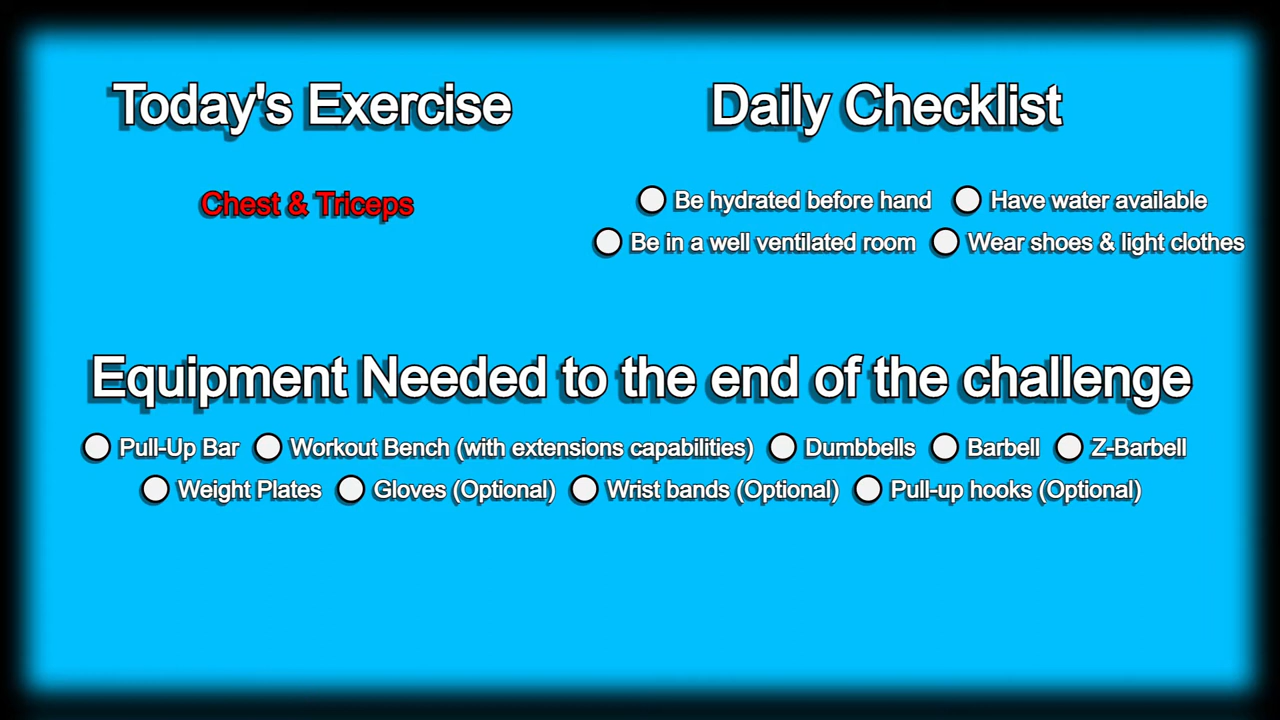 Today's Exercise
Chest & Triceps
Daily Checklist
Be hydrated before hand Have water available
Be in a well ventilated room Wear shoes & light clothes
Equipment Needed to the end of the challenge
Pull-Up Bar Workout Bench (with extensions capabilities) Dumbbells Barbell Z-Barbell
Weight Plates Gloves (Optional) Wrist bands (Optional) Pull-up hooks (Optional)